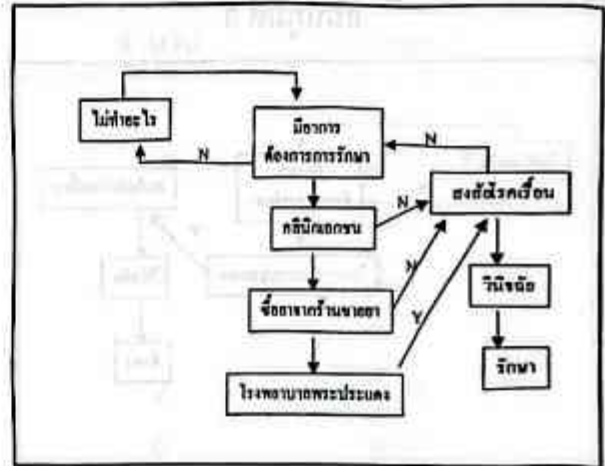 ไม่ทำอะไร
มีอาการ
ต้องการการรักษา
N
N
สงสัยโรคเรื้อน
คลินิกเอกชน
N
วินิจฉัย
ซื้อยาจากร้านขายยา
N
Y
รักษา
โรงพยาบาลพระประแดง